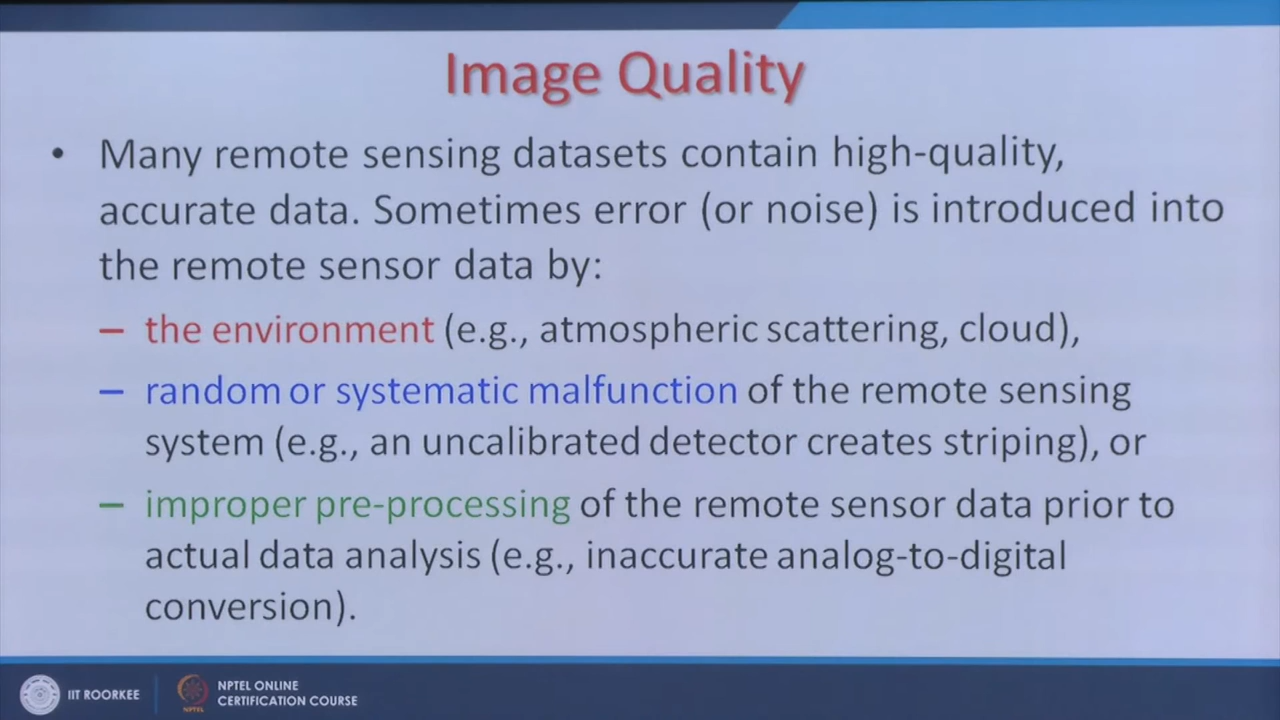 Image Quality
• Many remote sensing datasets contain high-quality,
accurate data. Sometimes error (or noise) is introduced into
the remote sensor data by:
– the environment (e.g., atmospheric scattering, cloud),
– random or systematic malfunction of the remote sensing
system (e.g., an uncalibrated detector creates striping), or
– improper pre-processing of the remote sensor data prior to
actual data analysis (e.g., inaccurate analog-to-digital
conversion).
IIT ROORKEE
NPTEL ONLINE
CERTIFICATION COURSE
NPTEL